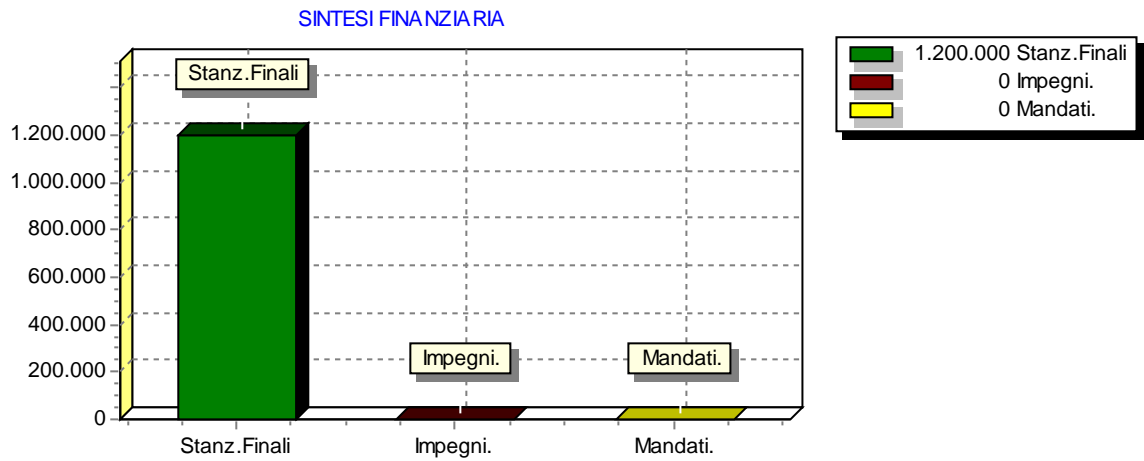 SINTESI FINANZIARIA
1.200.000 Stanz.Finali
0 Impegni.
0 Mandati.
Stanz.Finali
Impegni.
Mandati.
1.200.000
1.000.000
800.000
600.000
400.000
200.000
0
Stanz.Finali Impegni. Mandati.